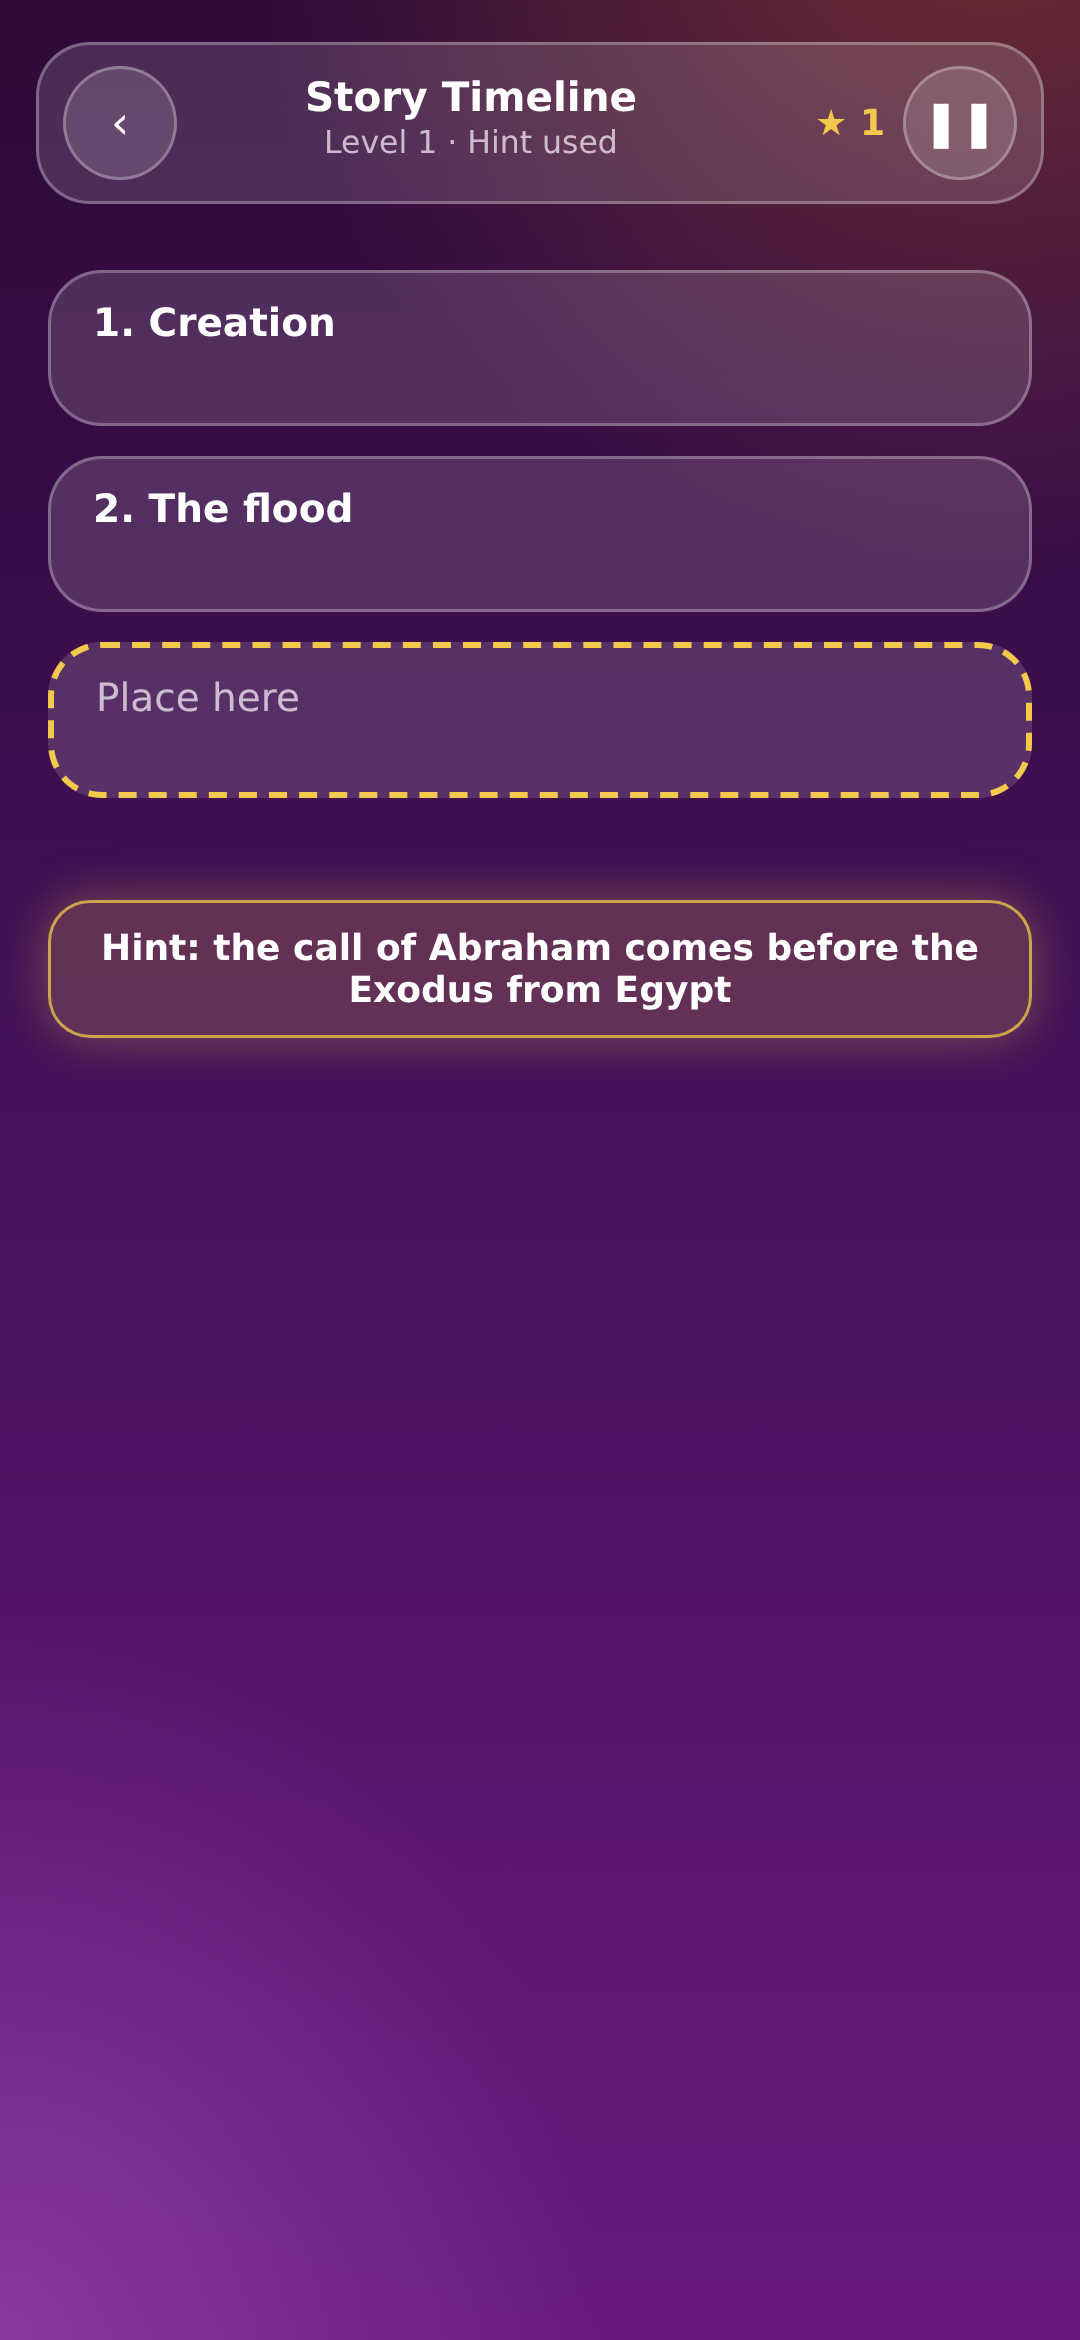 ‹
Story Timeline
Level 1 · Hint used
★ 1
1. Creation
2. The flood
Place here
Hint: the call of Abraham comes before the
Exodus from Egypt